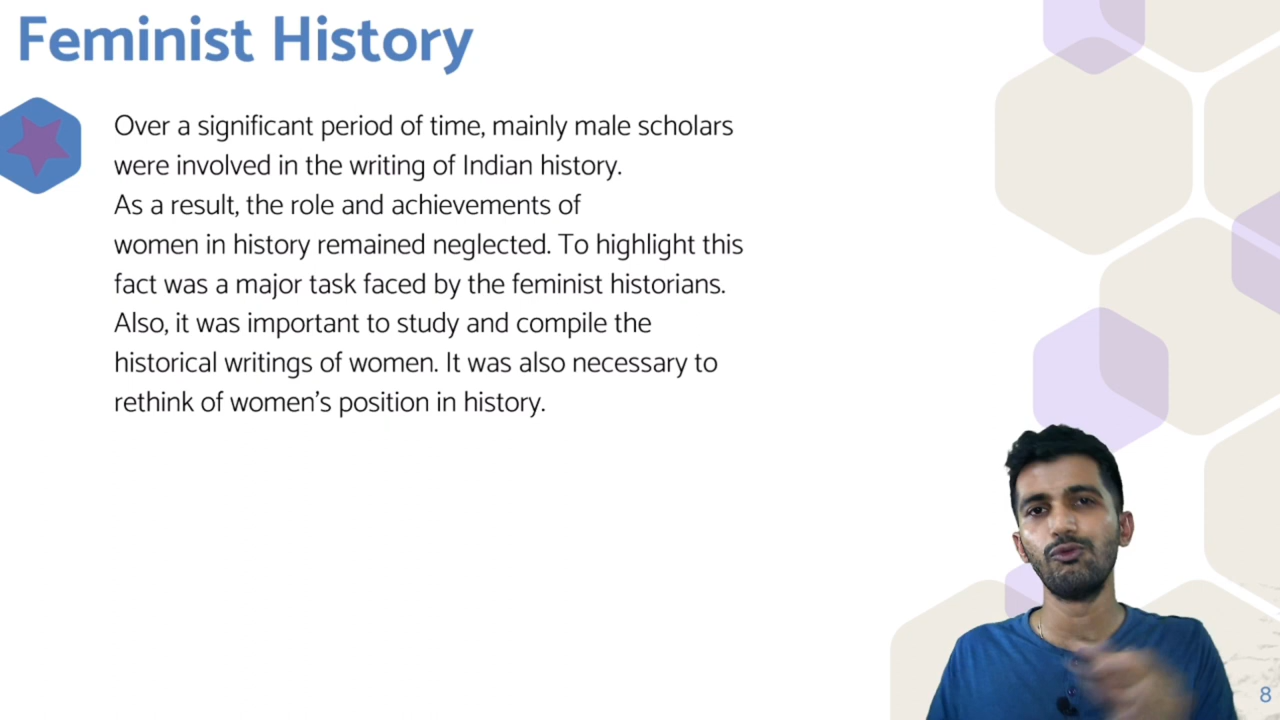 Feminist History
Over a significant period of time, mainly male scholars
were involved in the writing of Indian history.
As a result, the role and achievements of
women in history remained neglected. To highlight this
fact was a major task faced by the feminist historians.
Also, it was important to study and compile the
historical writings of women. It was also necessary to
rethink of women’s position in history.
8